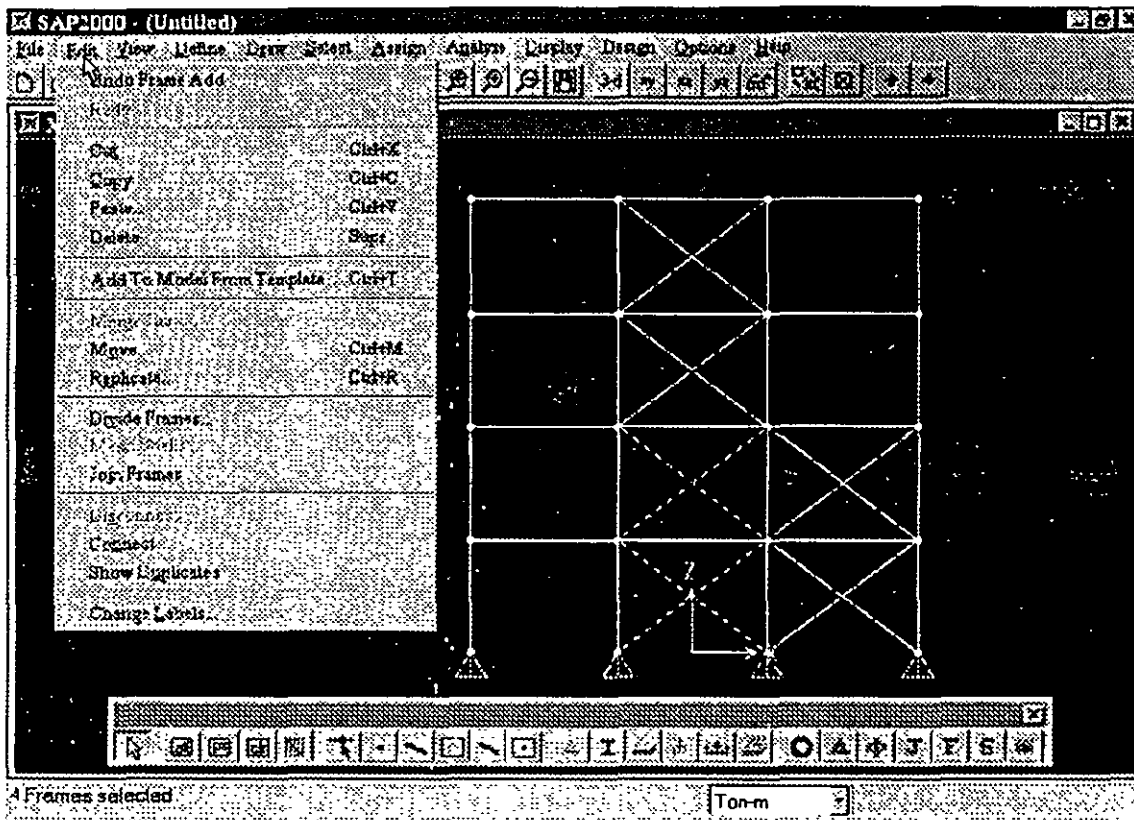 SAP2000 - (Untitled)
File Edit View Define Draw Select Assign Analyze Display Design Options Help
Undo Frame Add
Redo
Cut Ctrl+X
Copy Ctrl+C
Paste... Ctrl+V
Delete Supr
Add To Model From Template... Ctrl+T
Move... Ctrl+M
Replicate... Ctrl+R
Divide Frames...
Join Frames
Disconnect
Connect
Show Duplicates
Change Labels...
Z
4 Frames selected
Ton-m